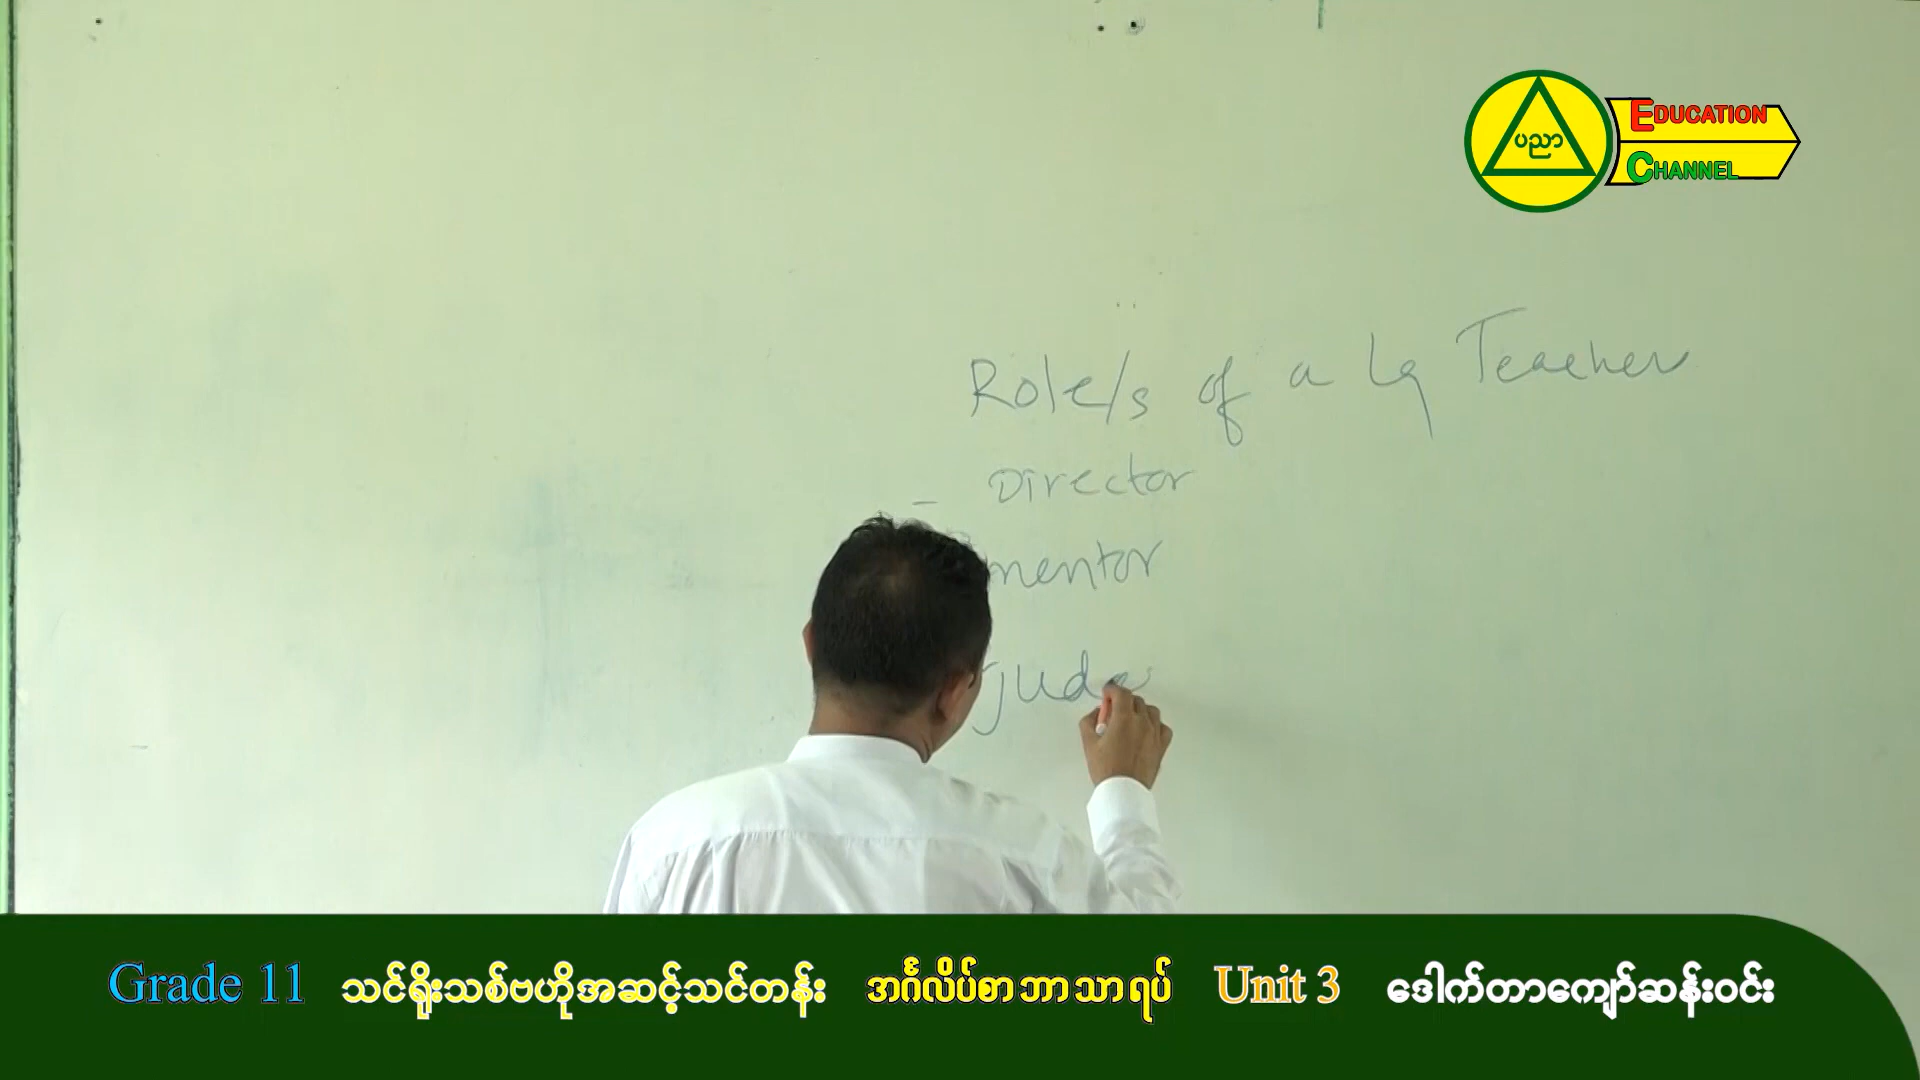 ပညာ
EDUCATION
CHANNEL
Role/s of a Lg Teacher
- Director
mentor
Grade 11 သင်ရိုးသစ်ဗဟိုအဆင့်သင်တန်း အင်္ဂလိပ်စာ ဘာသာရပ် Unit 3 ဒေါက်တာကျော်ဆန်းဝင်း